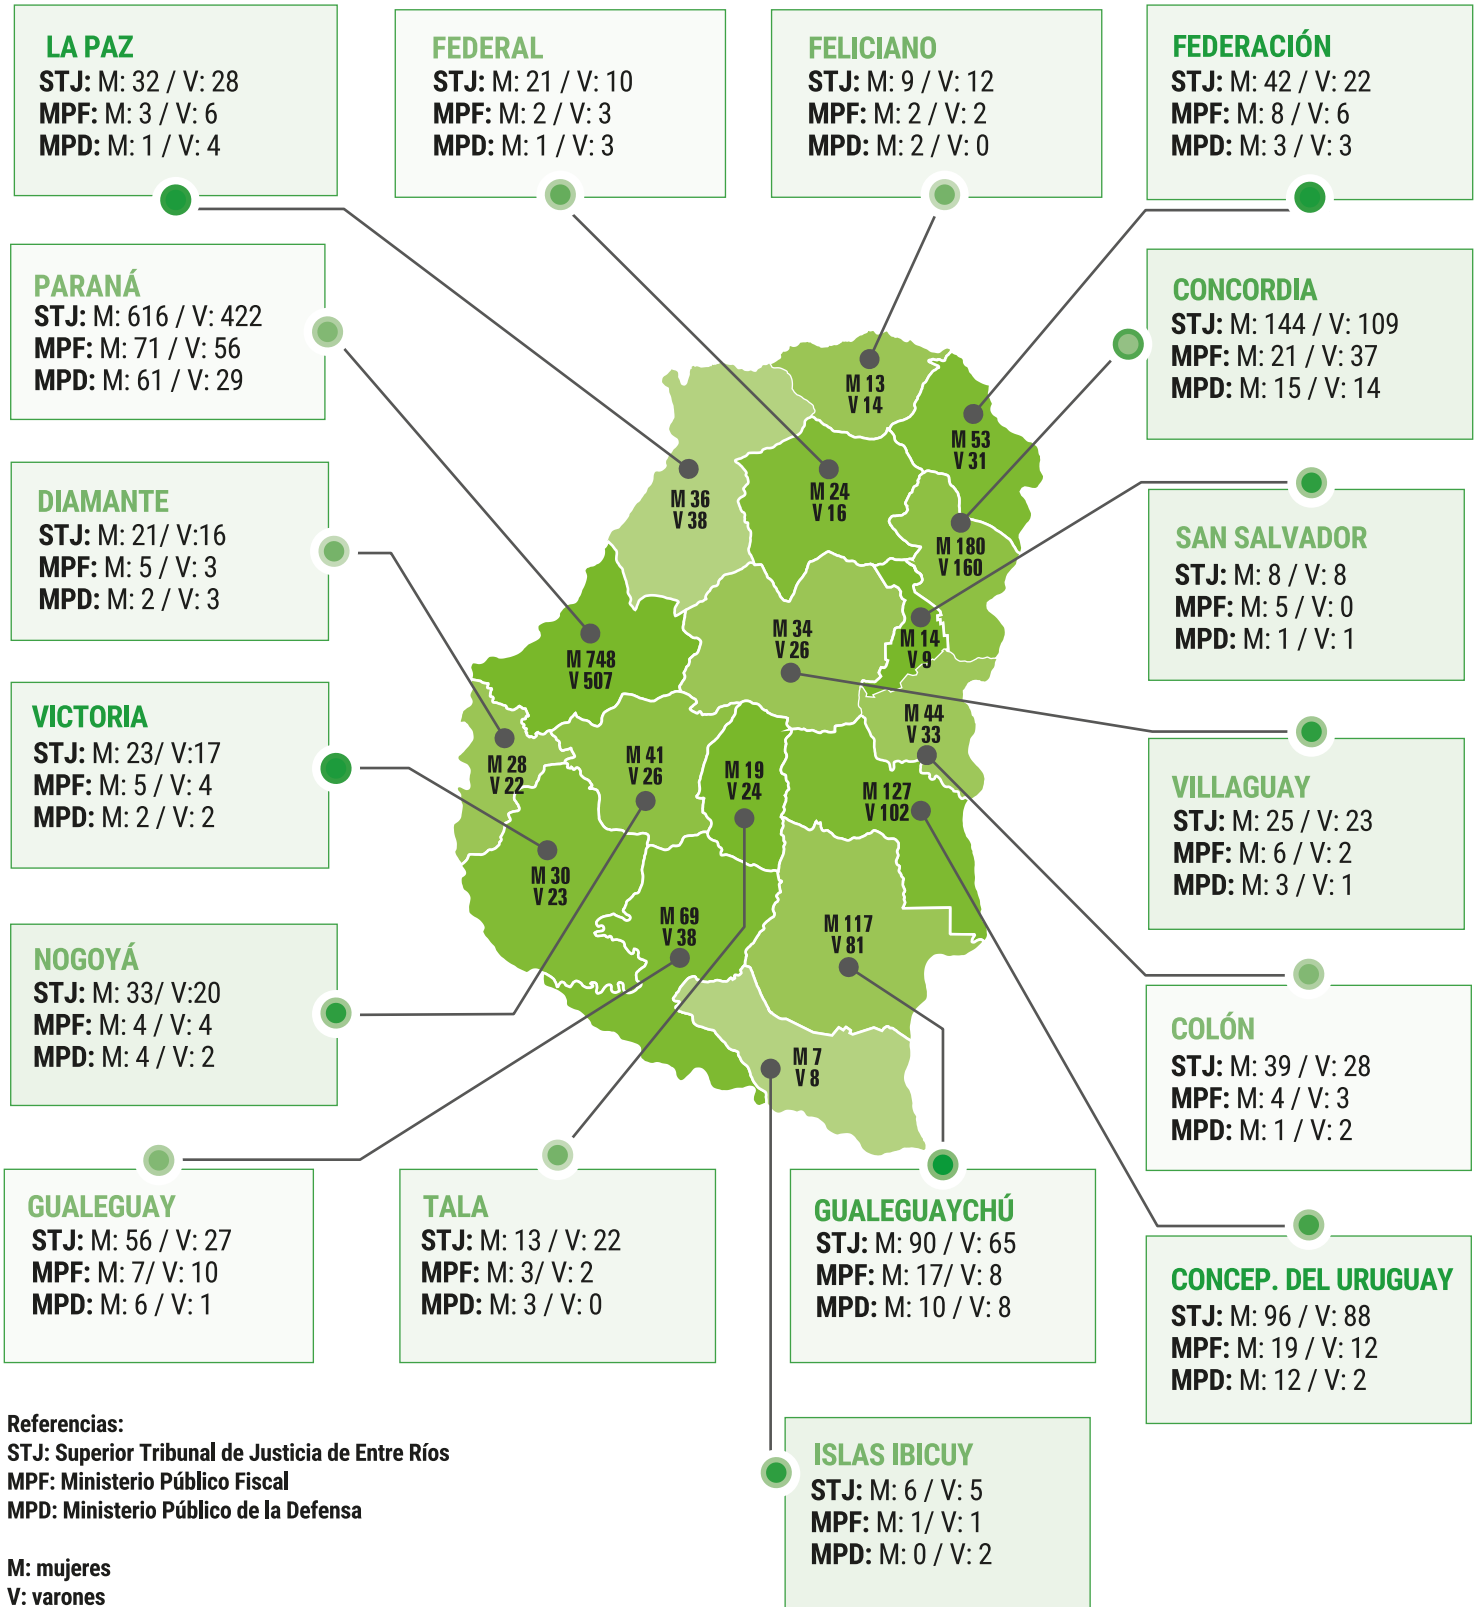 LA PAZ
STJ: M: 32 / V: 28
MPF: M: 3 / V: 6
MPD: M: 1 / V: 4
FEDERAL
STJ: M: 21 / V: 10
MPF: M: 2 / V: 3
MPD: M: 1 / V: 3
FELICIANO
STJ: M: 9 / V: 12
MPF: M: 2 / V: 2
MPD: M: 2 / V: 0
FEDERACIÓN
STJ: M: 42 / V: 22
MPF: M: 8 / V: 6
MPD: M: 3 / V: 3
PARANÁ
STJ: M: 616 / V: 422
MPF: M: 71 / V: 56
MPD: M: 61 / V: 29
CONCORDIA
STJ: M: 144 / V: 109
MPF: M: 21 / V: 37
MPD: M: 15 / V: 14
DIAMANTE
STJ: M: 21/ V:16
MPF: M: 5 / V: 3
MPD: M: 2 / V: 3
SAN SALVADOR
STJ: M: 8 / V: 8
MPF: M: 5 / V: 0
MPD: M: 1 / V: 1
VICTORIA
STJ: M: 23/ V:17
MPF: M: 5 / V: 4
MPD: M: 2 / V: 2
VILLAGUAY
STJ: M: 25 / V: 23
MPF: M: 6 / V: 2
MPD: M: 3 / V: 1
NOGOYÁ
STJ: M: 33/ V:20
MPF: M: 4 / V: 4
MPD: M: 4 / V: 2
COLÓN
STJ: M: 39 / V: 28
MPF: M: 4 / V: 3
MPD: M: 1 / V: 2
M 13
V 14
M 53
V 31
M 36
V 38
M 24
V 16
M 180
V 160
M 34
V 26
M 14
V 9
M 748
V 507
M 44
V 33
M 28
V 22
M 41
V 26
M 19
V 24
M 127
V 102
M 30
V 23
M 69
V 38
M 117
V 81
M 7
V 8
GUALEGUAY
STJ: M: 56 / V: 27
MPF: M: 7/ V: 10
MPD: M: 6 / V: 1
TALA
STJ: M: 13 / V: 22
MPF: M: 3/ V: 2
MPD: M: 3 / V: 0
GUALEGUAYCHÚ
STJ: M: 90 / V: 65
MPF: M: 17/ V: 8
MPD: M: 10 / V: 8
CONCEP. DEL URUGUAY
STJ: M: 96 / V: 88
MPF: M: 19 / V: 12
MPD: M: 12 / V: 2
ISLAS IBICUY
STJ: M: 6 / V: 5
MPF: M: 1/ V: 1
MPD: M: 0 / V: 2
Referencias:
STJ: Superior Tribunal de Justicia de Entre Ríos
MPF: Ministerio Público Fiscal
MPD: Ministerio Público de la Defensa
M: mujeres
V: varones